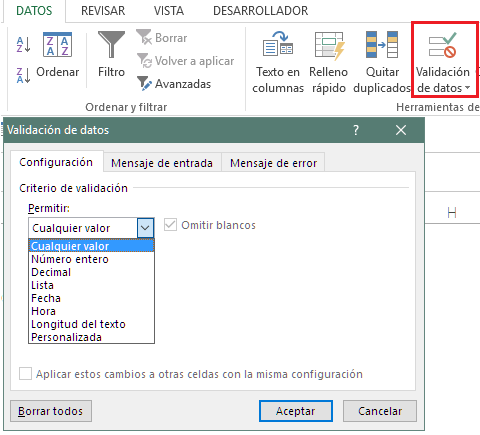 DATOS REVISAR VISTA DESARROLLADOR
A Z Z A Borrar
Z A A Z Volver a aplicar
Ordenar Filtro Avanzadas
Texto en columnas Relleno rápido Quitar duplicados Validación de datos
Ordenar y filtrar Herramientas de
Validación de datos ?
Configuración Mensaje de entrada Mensaje de error
Criterio de validación
Permitir:
Cualquier valor Omitir blancos
Cualquier valor
Número entero
Decimal
Lista
Fecha
Hora
Longitud del texto
Personalizada
Aplicar estos cambios a otras celdas con la misma configuración
Borrar todos Aceptar Cancelar
H